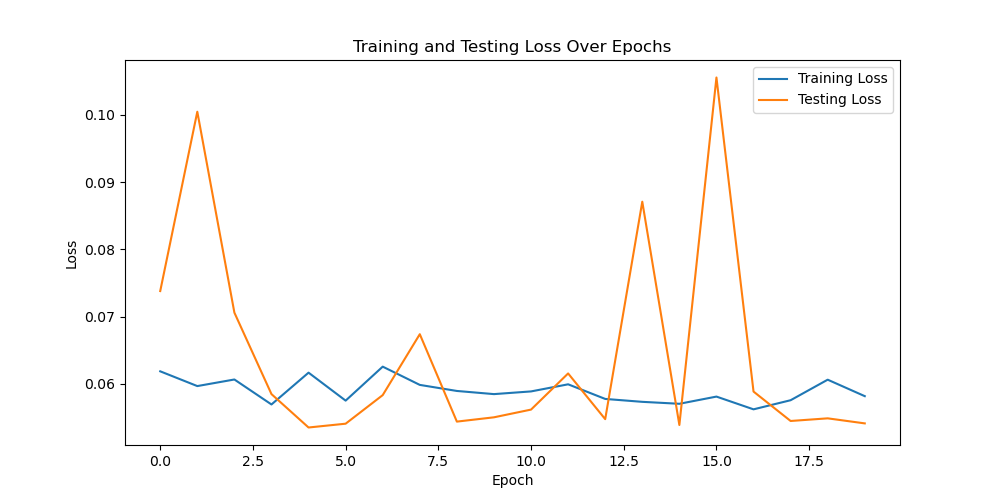 Training and Testing Loss Over Epochs
Training Loss
Testing Loss
0.10
0.09
0.08
0.07
0.06
Loss
0.0 2.5 5.0 7.5 10.0 12.5 15.0 17.5
Epoch